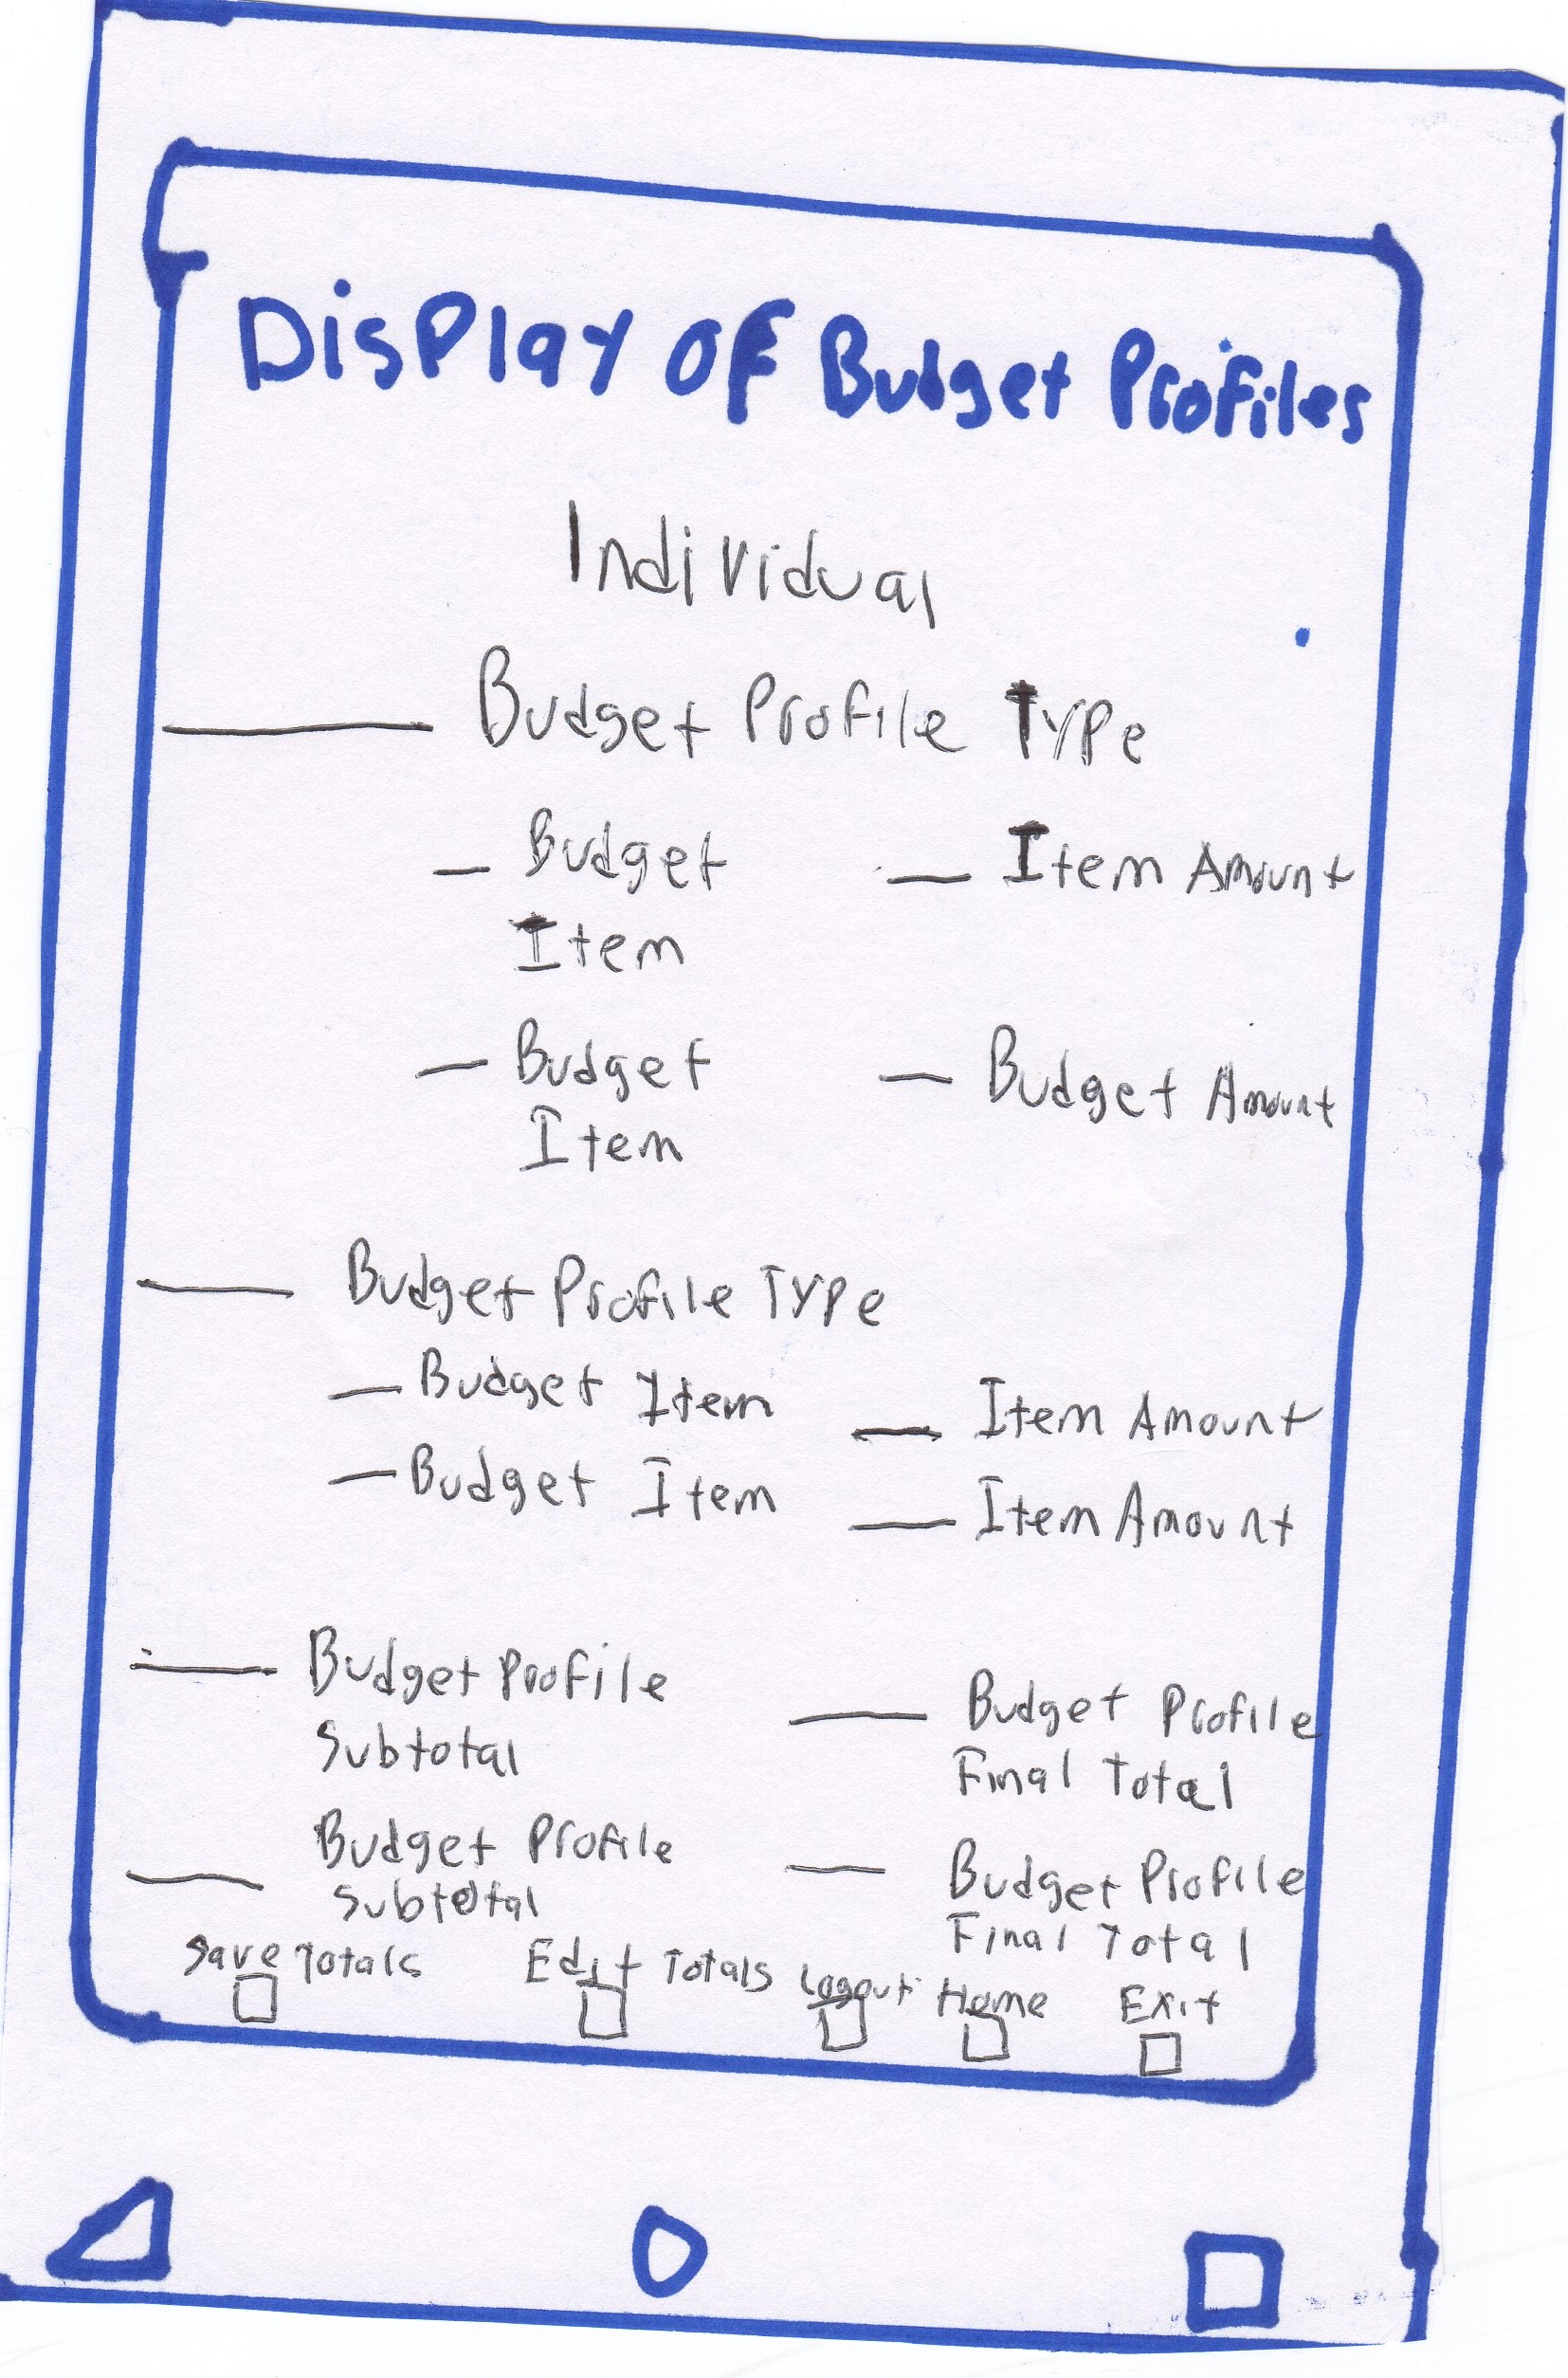 Display of Budget Profiles
Individual
Budget Profile Type
Budget Item Amount
Item
Budget Budget Amount
Item
Budget Profile Type
Budget Item Item Amount
Budget Item Item Amount
Budget Profile Budget Profile
Subtotal Final Total
Budget Profile Budget Profile
Subtotal Final Total
Save Totals Edit Totals Logout Home Exit